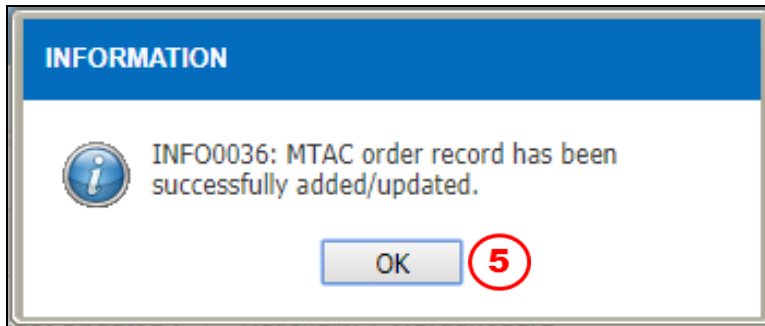 INFORMATION
INFO0036: MTAC order record has been
successfully added/updated.
OK
5